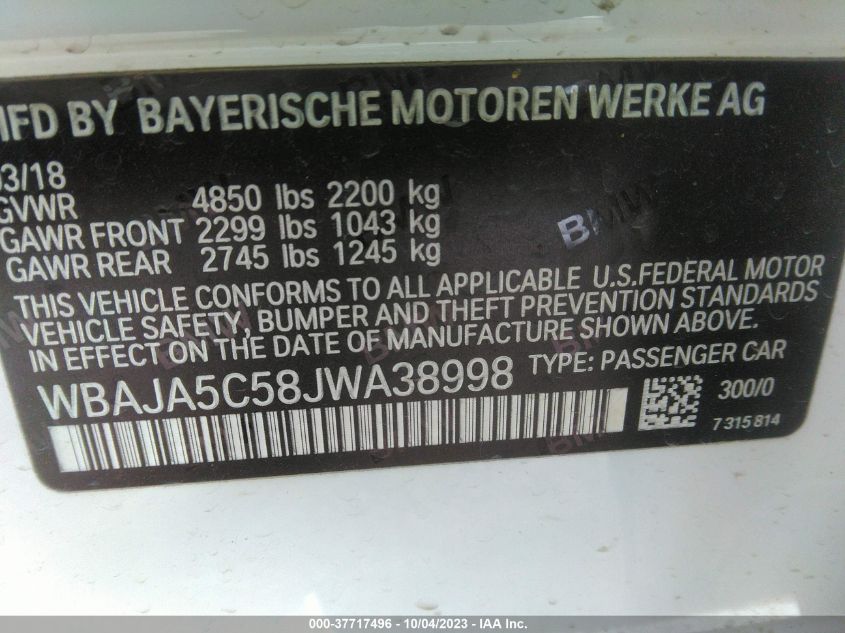 MFD BY BAYERISCHE MOTOREN WERKE AG
03/18
GVWR 4850 lbs 2200 kg
GAWR FRONT 2299 lbs 1043 kg
GAWR REAR 2745 lbs 1245 kg
THIS VEHICLE CONFORMS TO ALL APPLICABLE U.S.FEDERAL MOTOR
VEHICLE SAFETY, BUMPER AND THEFT PREVENTION STANDARDS
IN EFFECT ON THE DATE OF MANUFACTURE SHOWN ABOVE.
WBAJA5C58JWA38998 TYPE: PASSENGER CAR
300/0
7 315 814
BMW
© - 37717496 - 10/04/2023 - IAA Inc.